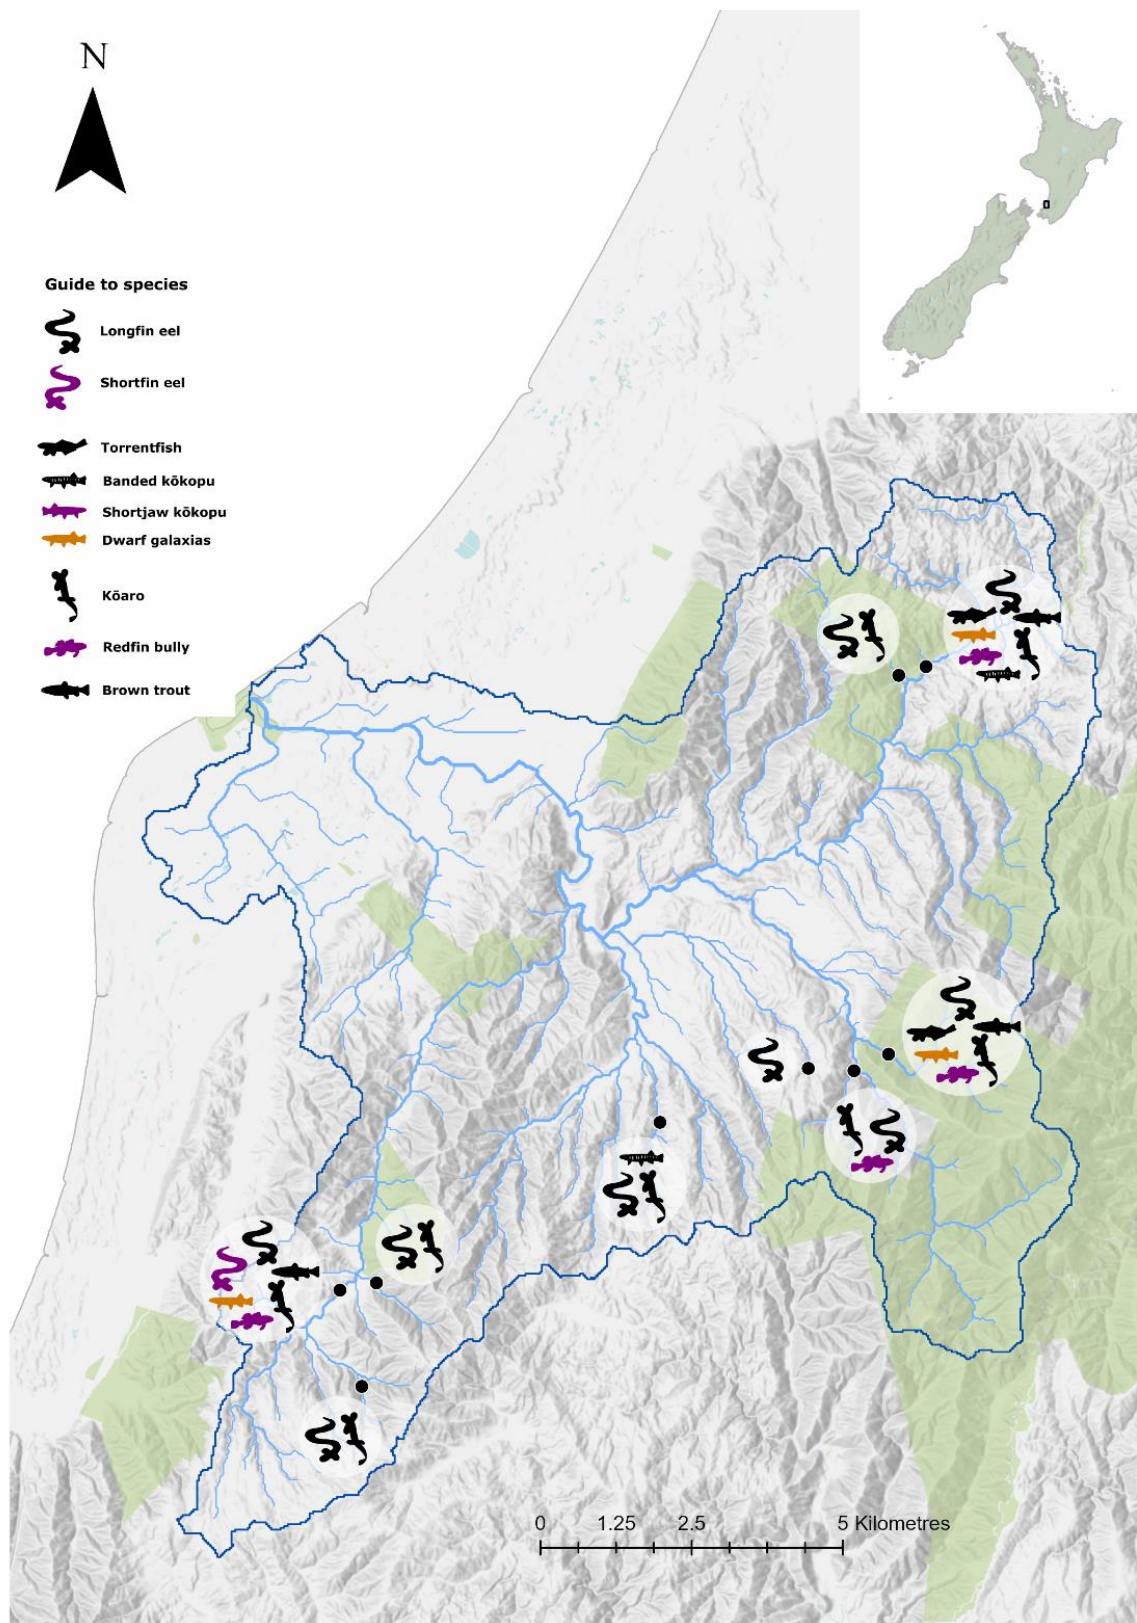 N
Guide to species
Longfin eel
Shortfin eel
Torrentfish
Banded kōkopu
Shortjaw kōkopu
Dwarf galaxias
Kōaro
Redfin bully
Brown trout
0 1.25 2.5 5 Kilometres